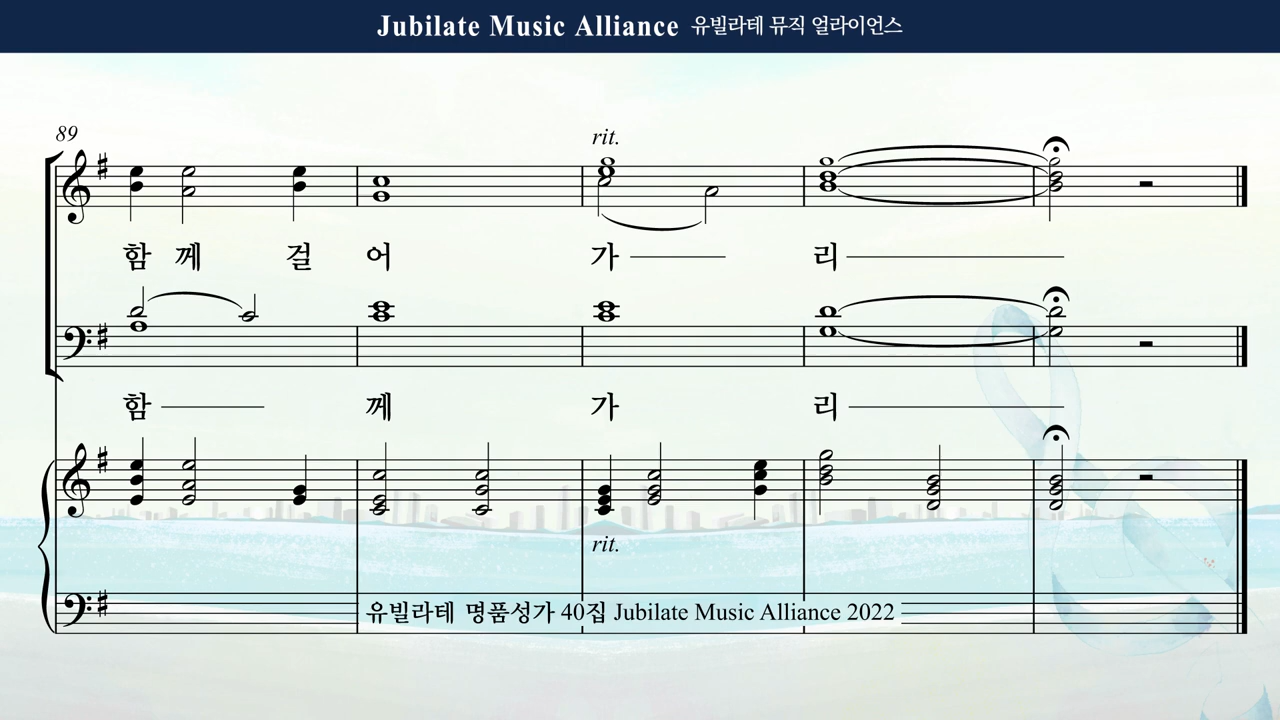 Jubilate Music Alliance 유빌라테 뮤직 얼라이언스
89
rit.
함 께 걸 어 가 리
함 께 가 리
rit.
유빌라테 명품성가 40집 Jubilate Music Alliance 2022